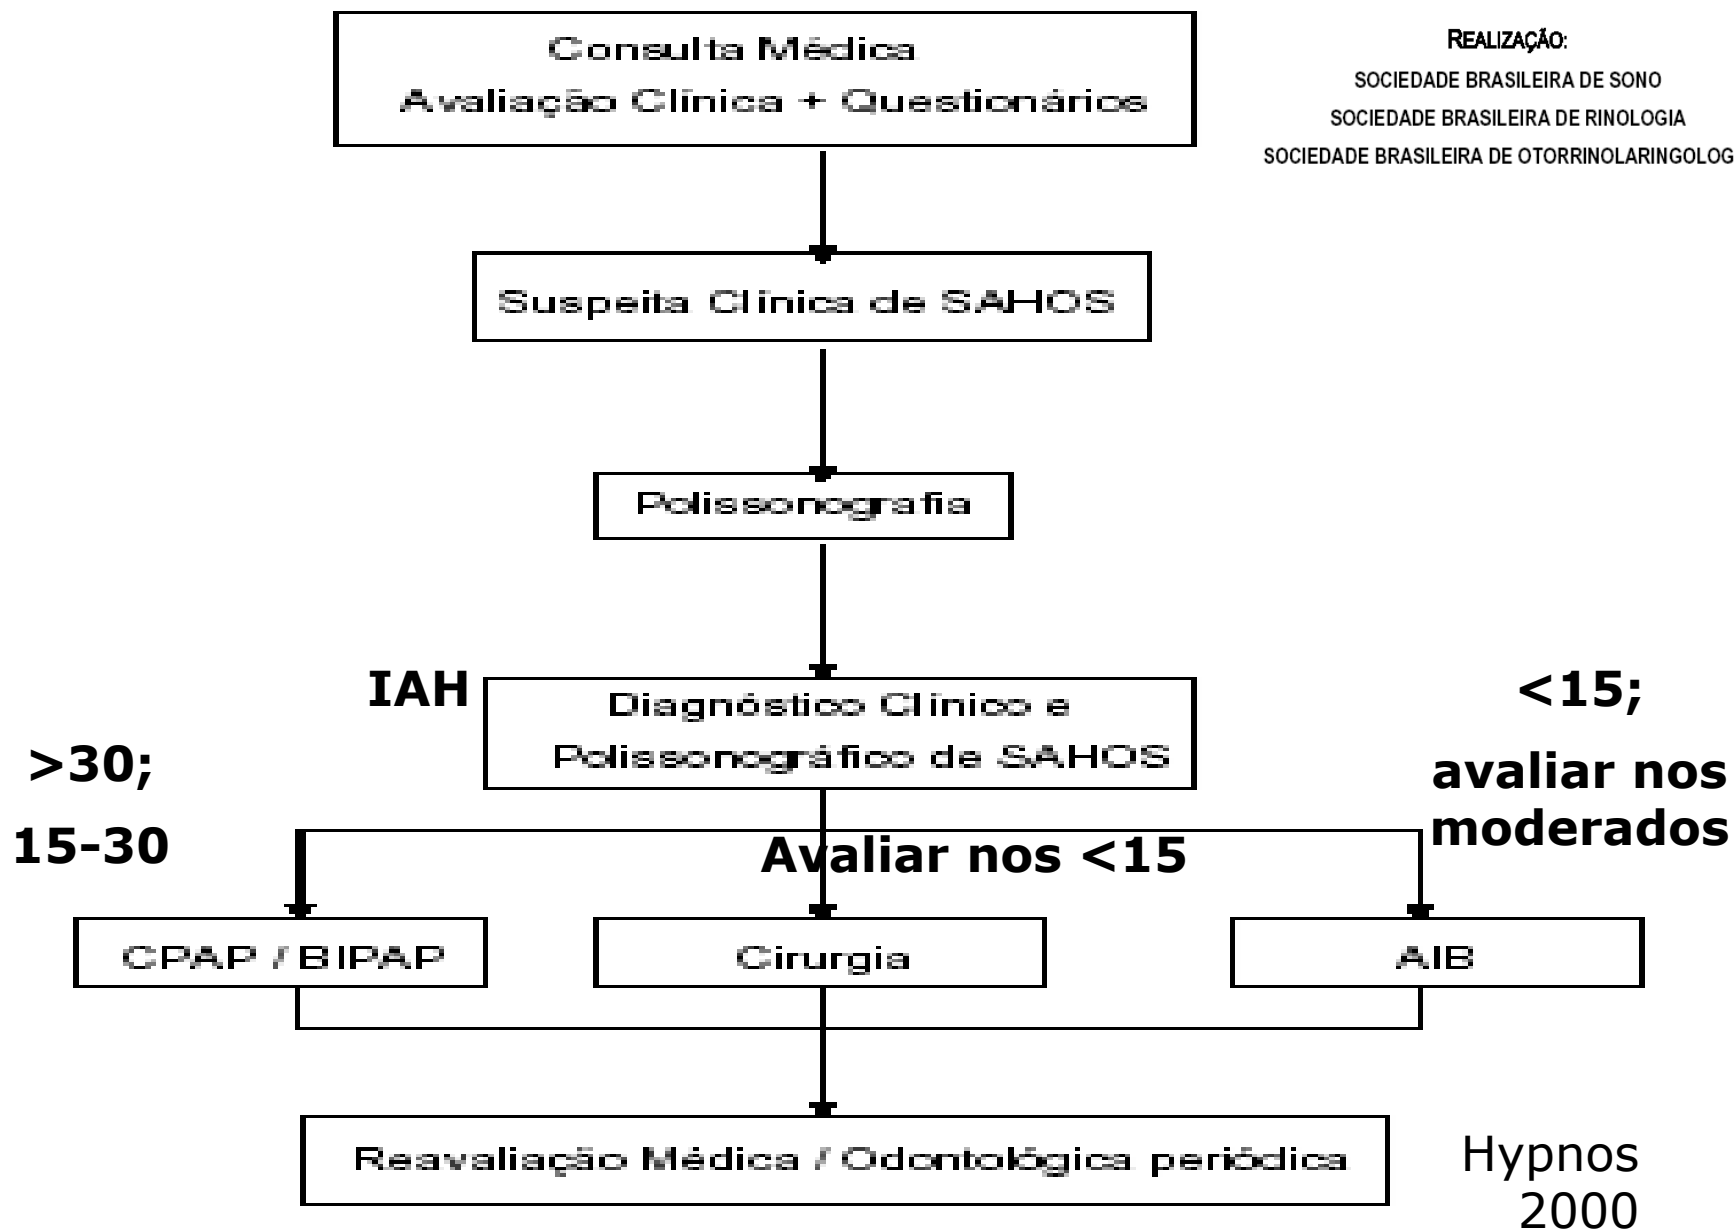 Consulta Médica
Avaliação Clínica + Questionários
REALIZAÇÃO:
SOCIEDADE BRASILEIRA DE SONO
SOCIEDADE BRASILEIRA DE RINOLOGIA
SOCIEDADE BRASILEIRA DE OTORRINOLAROLOG
Suspeita Clínica de SAHOS
Polissonografia
IAH
Diagnóstico Clínico e
Polissonográfico de SAHOS
<15;
avaliar nos
moderados
>30;
15-30
Avaliar nos <15
CPAP / BIPAP
Cirurgia
AIB
Reavaliação Médica / Odontológica periódica
Hypnos
2000